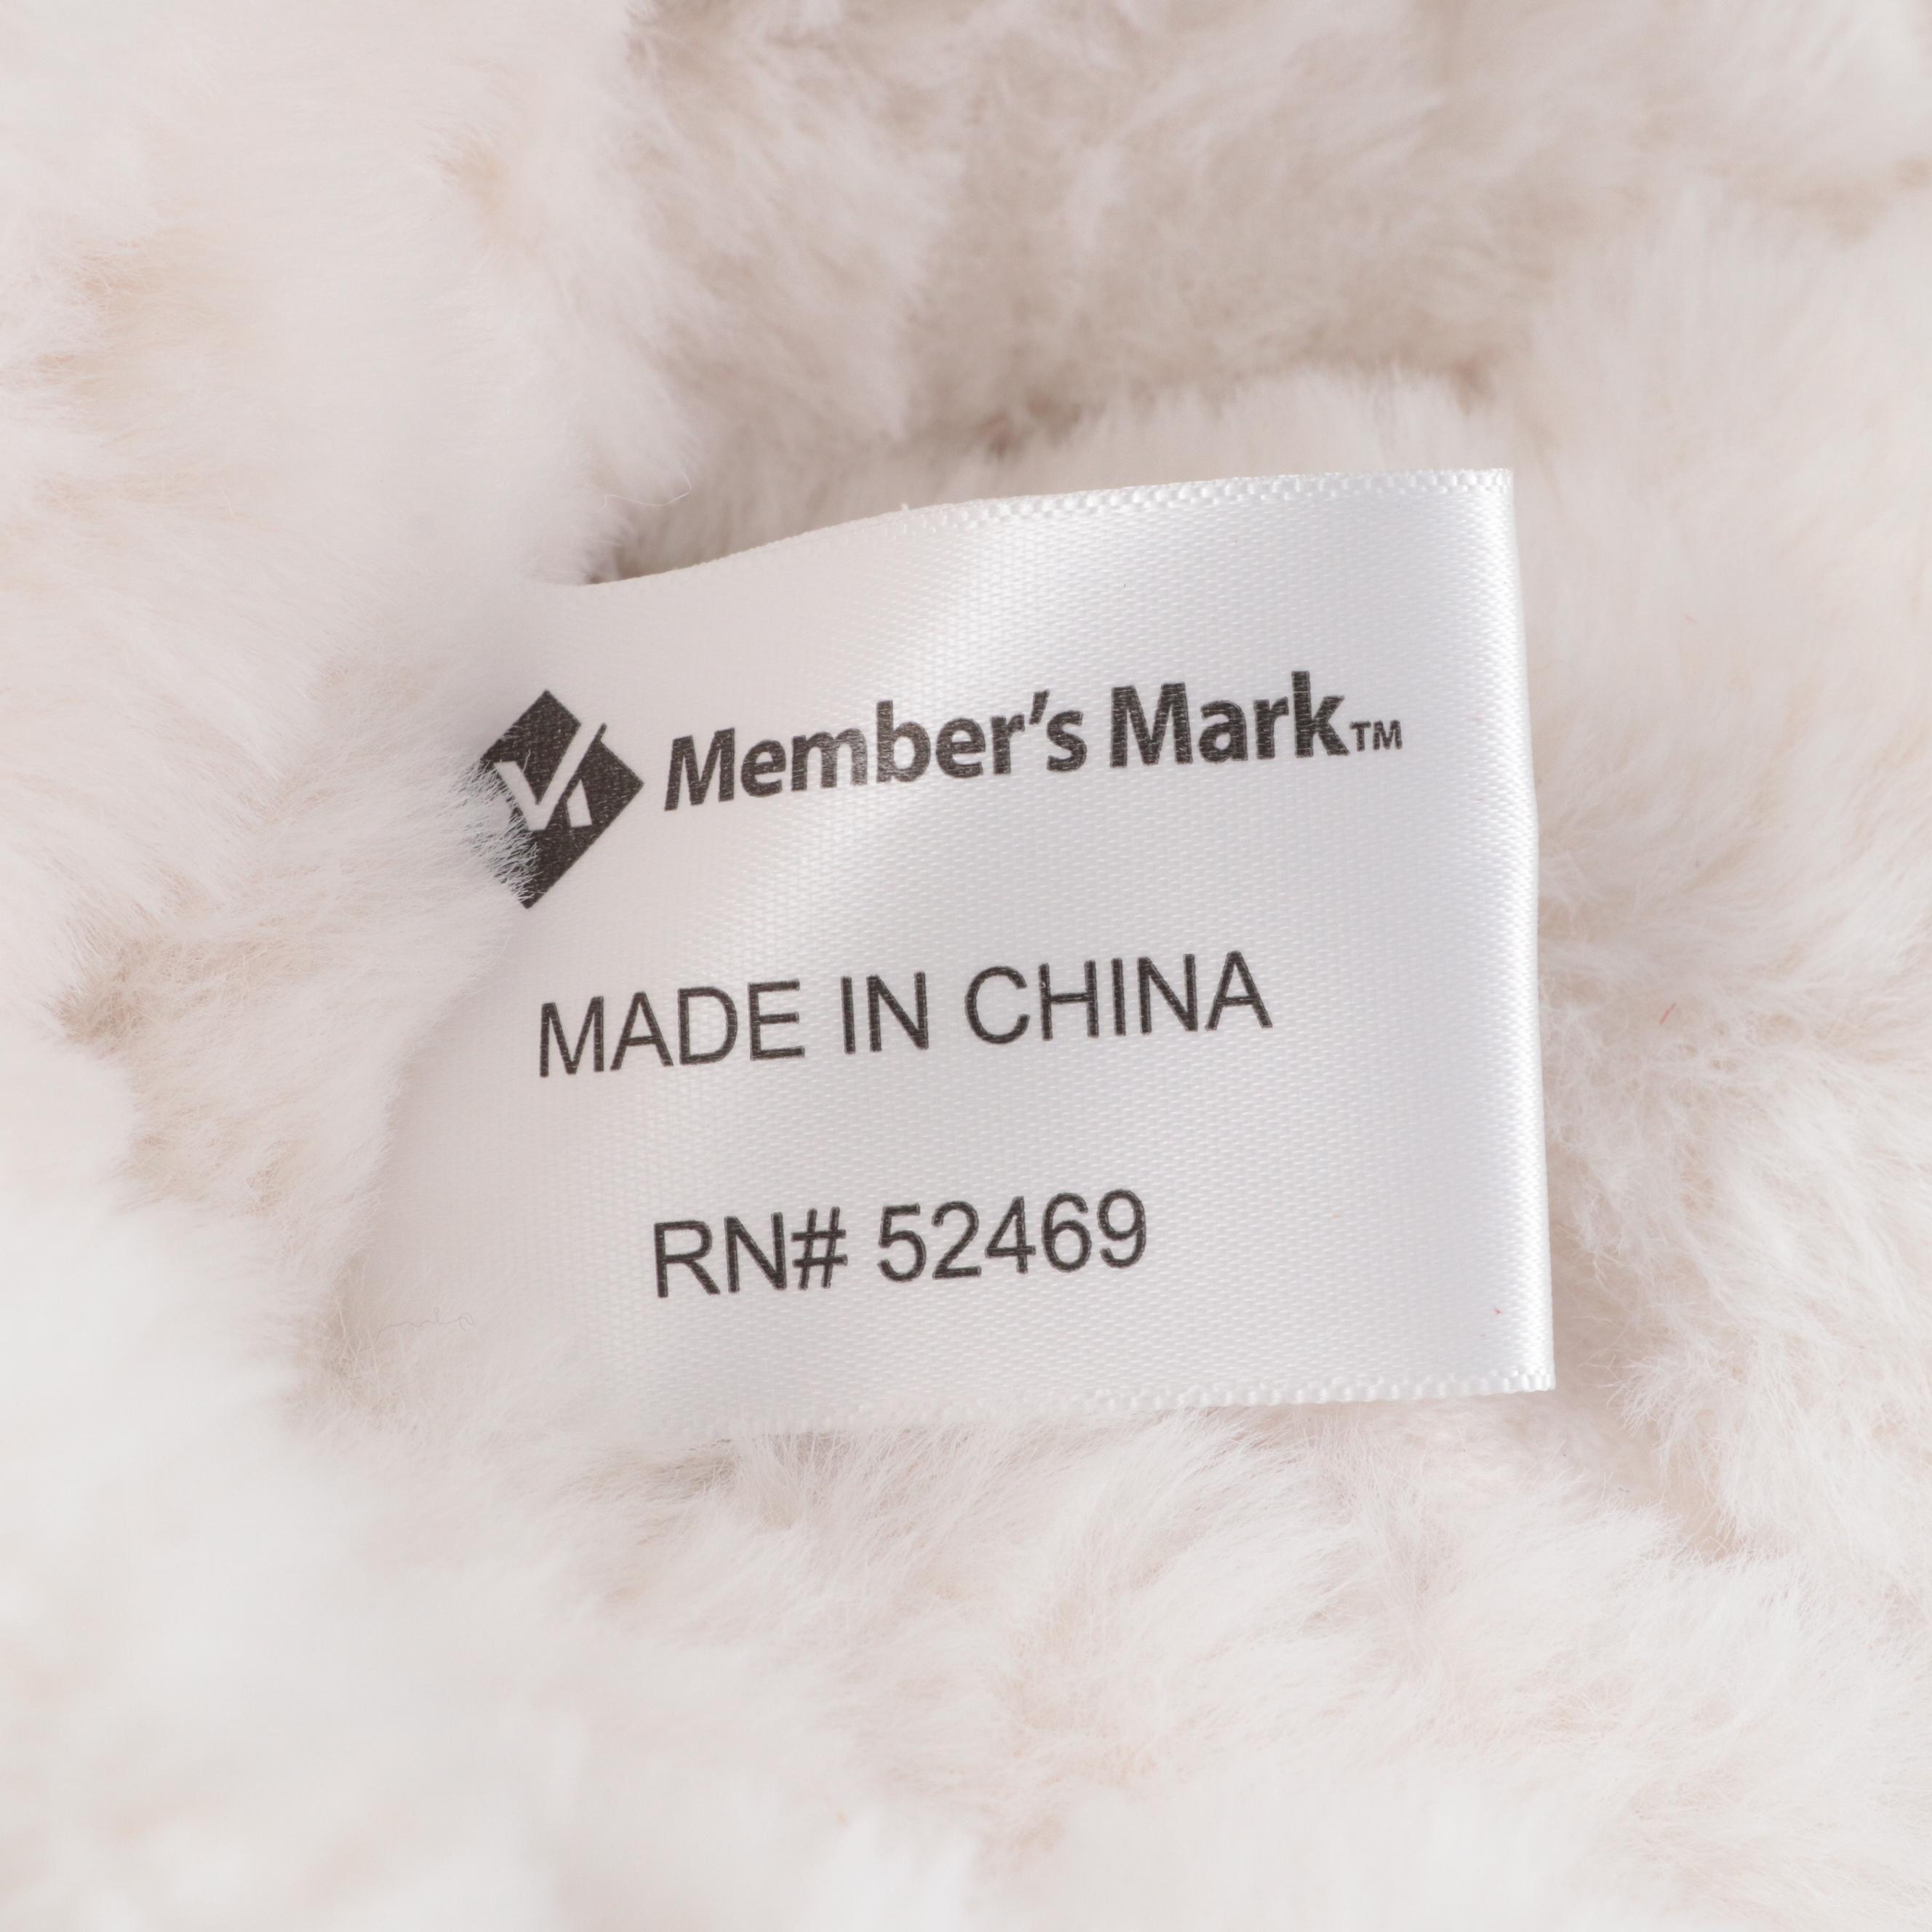 Member's Mark™
MADE IN CHINA
RN# 52469